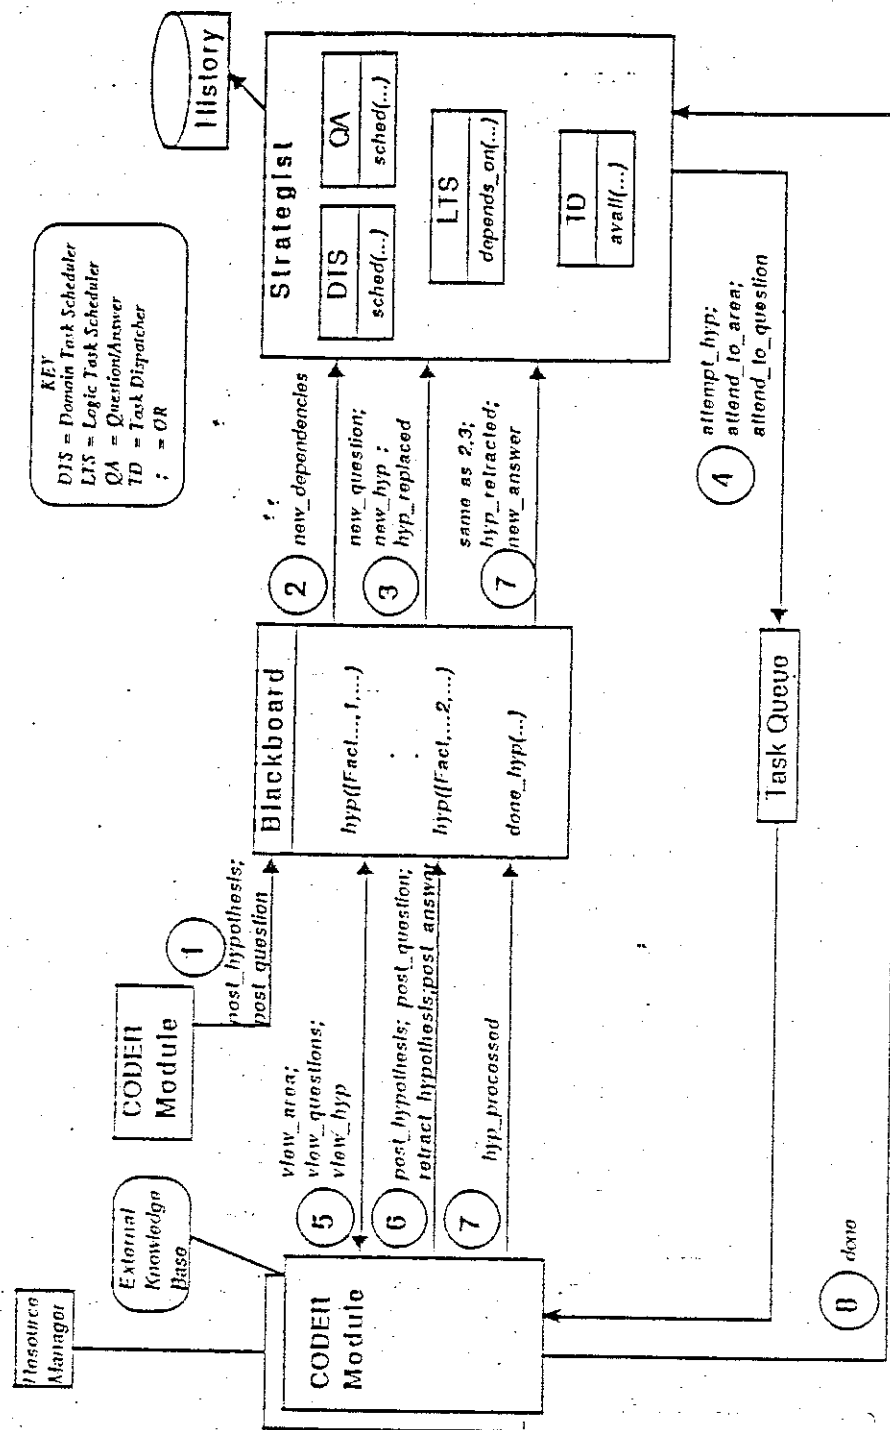 History
KEY
DTS = Domain Task Scheduler
LTS = Logic Task Scheduler
QA = Question/Answer
TD = Task Dispatcher
; = OR
Strategist
DTS
sched(...)
QA
sched(...)
LTS
depends_on(...)
TD
avail(...)
2
new_dependencies
3
new_question;
new_hyp ;
hyp_replaced
7
same as 2,3;
hyp_retracted;
new_answer
4
attempt_hyp;
attend_to_area;
attend_to_question
Blackboard
hyp([Fact...,1,...)
hyp([Fact,...2,...)
done_hyp(...)
Task Queue
1
post_hypothesis;
post_question
CODER
Module
view_area;
view_questions;
view_hyp
5
post_hypothesis; post_question;
retract_hypothesis;post_answer
6
hyp_processed
7
External
Knowledge
Base
Resource
Manager
CODER
Module
8
done